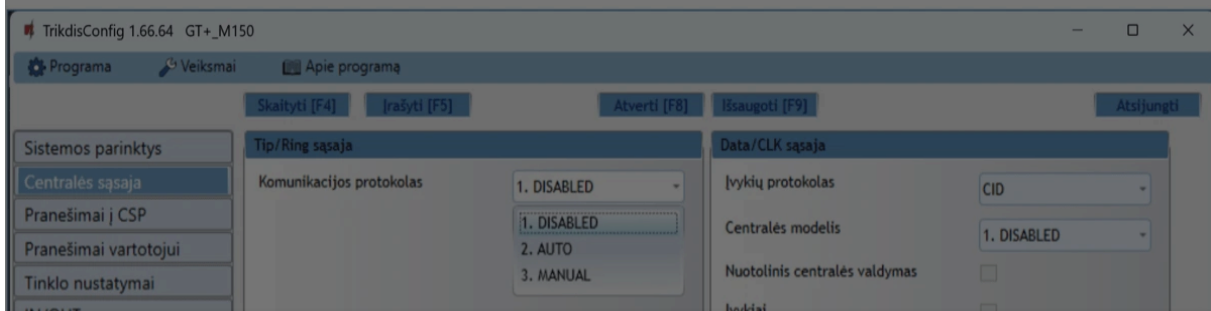 TrikdisConfig 1.66.64 GT+_M150
Programa Veiksmai Apie programą
Skaityti [F4] Įrašyti [F5] Atverti [F8] Išsaugoti [F9] Atsijungti
Sistemos parinktys
Centralės sąsaja
Pranešimai į CSP
Pranešimai vartotojui
Tinklo nustatymai
Tip/Ring sąsaja
Komunikacijos protokolas
1. DISABLED
1. DISABLED
2. AUTO
3. MANUAL
Data/CLK sąsaja
Įvykių protokolas
CID
Centralės modelis
1. DISABLED
Nuotolinis centralės valdymas